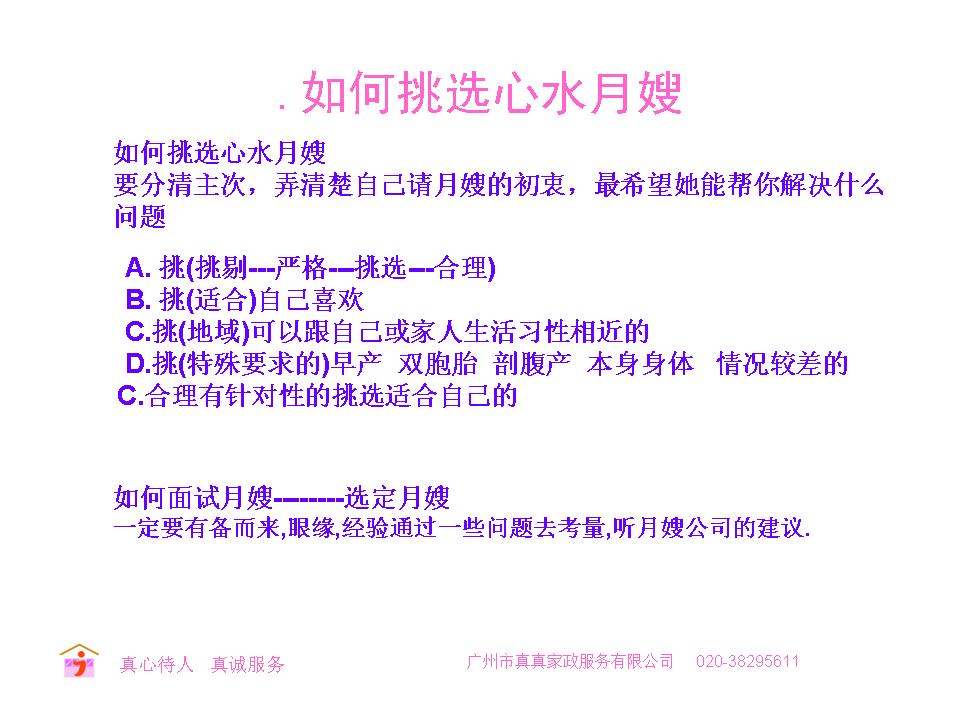 . 如何挑选心水月嫂
如何挑选心水月嫂
要分清主次，弄清楚自己请月嫂的初衷，最希望她能帮你解决什么
问题
A. 挑(挑剔---严格---挑选---合理)
B. 挑(适合)自己喜欢
C.挑(地域)可以跟自己或家人生活习性相近的
D.挑(特殊要求的)早产 双胞胎 剖腹产 本身身体 情况较差的
C.合理有针对性的挑选适合自己的
如何面试月嫂--------选定月嫂
一定要有备而来,眼缘,经验通过一些问题去考量,听月嫂公司的建议.
真心待人 真诚服务
广州市真真家政服务有限公司 020-38295611